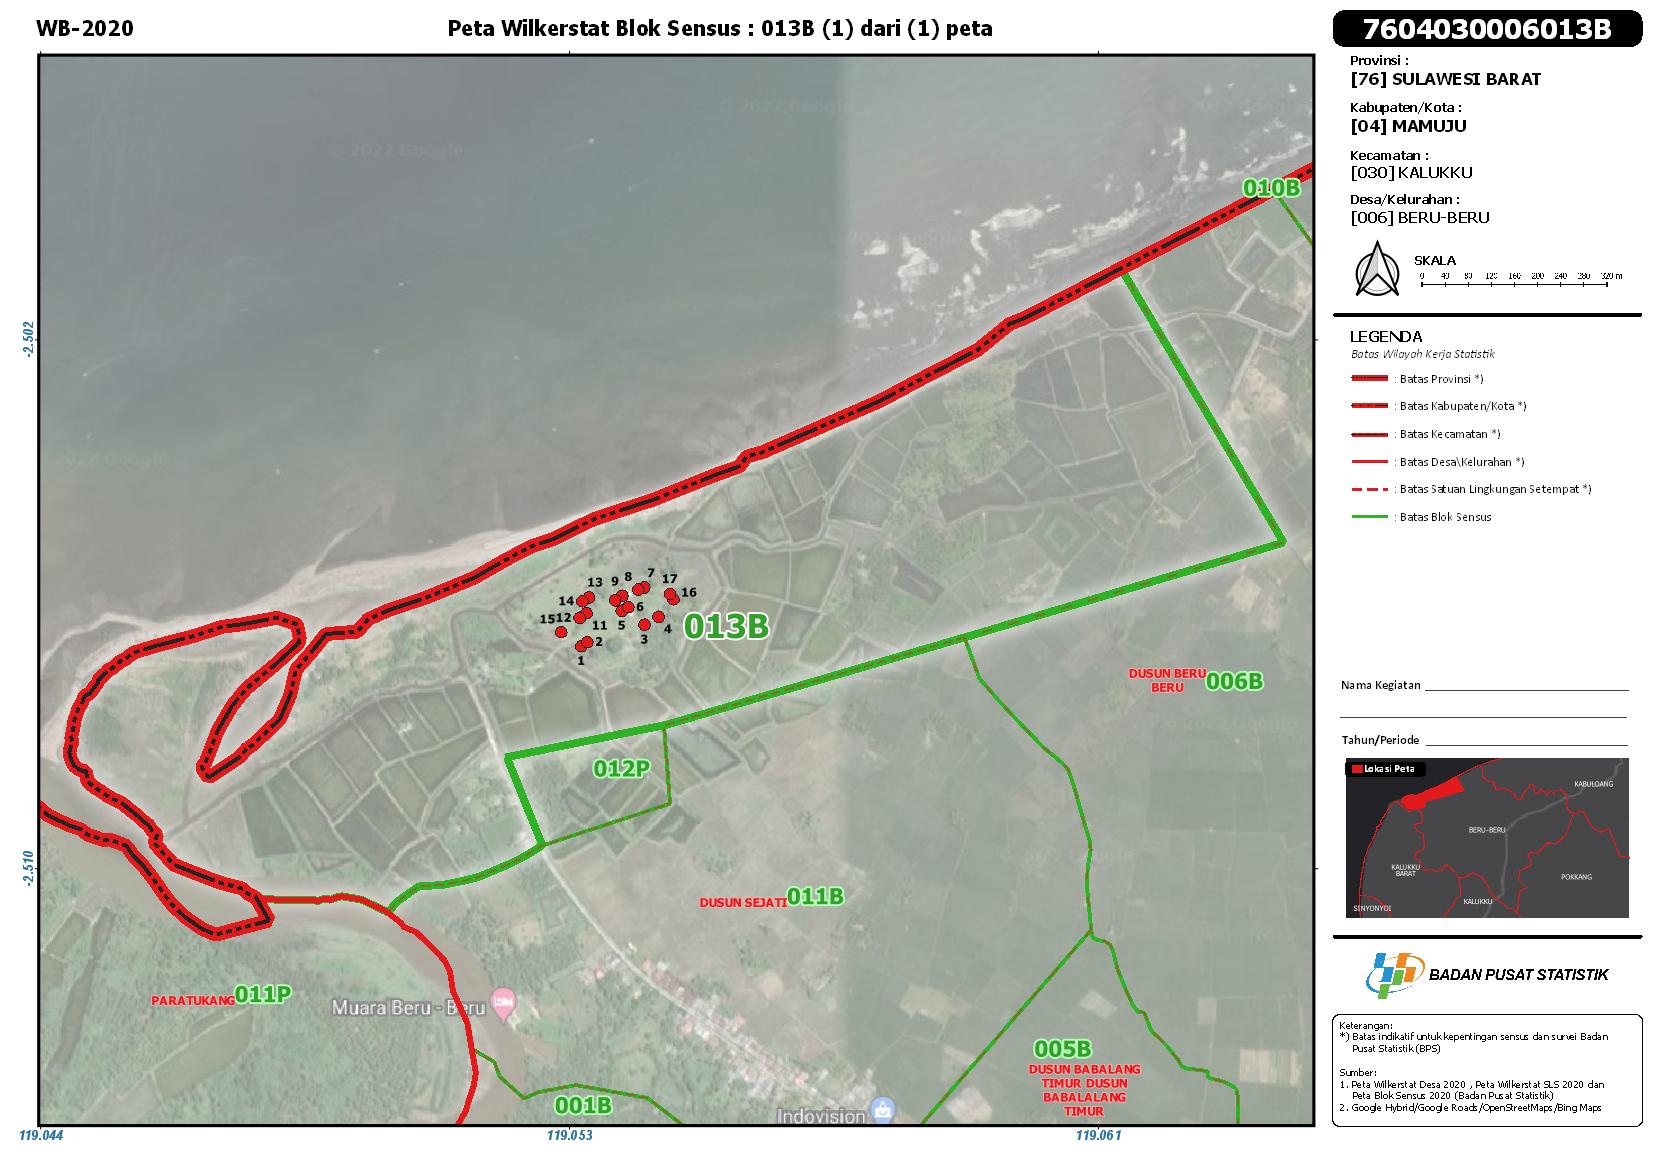 WB-2020
Peta Wilkerstat Blok Sensus : 013B (1) dari (1) peta
7604030006013B
Provinsi :
[76] SULAWESI BARAT
Kabupaten/Kota :
[04] MAMUJU
Kecamatan :
[030] KALUKKU
Desa/Kelurahan :
[006] BERU-BERU
SKALA
0 40 80 120 160 200 240 280 320 m
LEGENDA
Batas Wilayah Kerja Statistik
: Batas Provinsi *)
: Batas Kabupaten/Kota *)
: Batas Kecamatan *)
: Batas Desa\Kelurahan *)
: Batas Satuan Lingkungan Setempat *)
: Batas Blok Sensus
Nama Kegiatan
Tahun/Periode
Lokasi Peta
KABULOANG
BERU-BERU
KALUKKU
BARAT
POKKANG
KALUKKU
SINYONYOI
BADAN PUSAT STATISTIK
Keterangan:
*) Batas indikatif untuk kepentingan sensus dan survei Badan
Pusat Statistik (BPS)
Sumber:
1. Peta Wilkerstat Desa 2020 , Peta Wilkerstat SLS 2020 dan
Peta Blok Sensus 2020 (Badan Pusat Statistik)
2. Google Hybrid/Google Roads/OpenStreetMaps/Bing Maps
© 2022 Google
010B
-2.502
13 9 8 7 17
14 6 16
15 12 11 5 3 4
1 2
013B
DUSUN BERU
BERU
006B
012P
-2.510
DUSUN SEJATI
011B
PARATUKANG
011P
Muara Beru - Beru
005B
DUSUN BABALANG
TIMUR DUSUN
BABALALANG
TIMUR
001B
Indovision
119.044
119.053
119.061